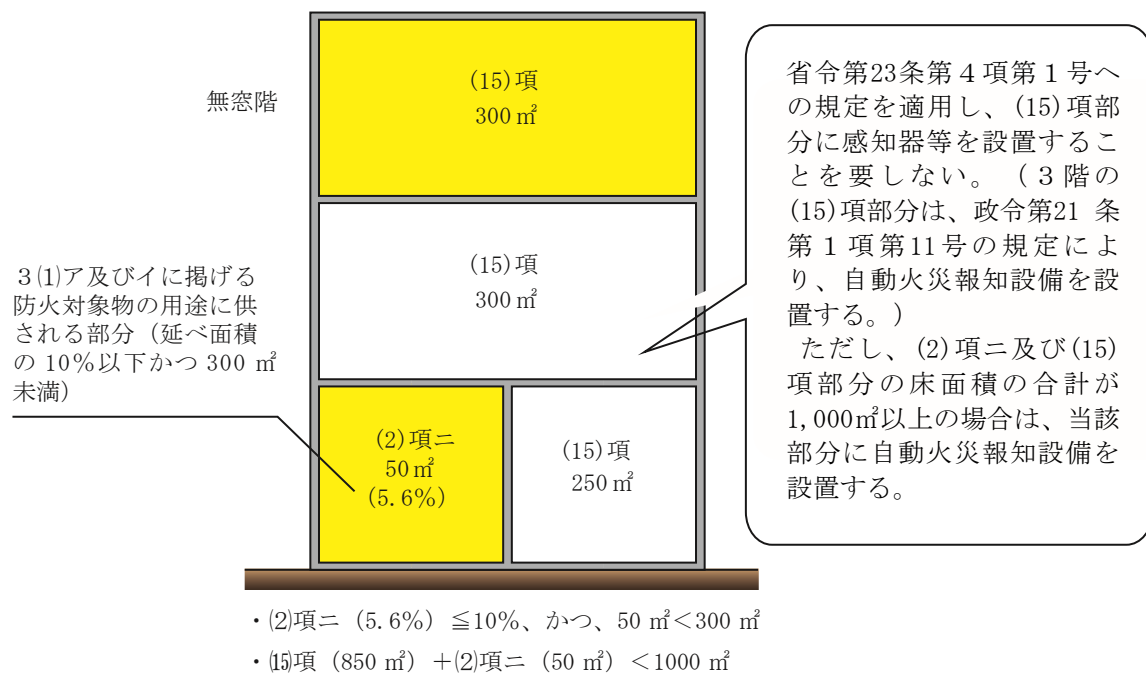 無窓階
(15)項
300 ㎡
(15)項
300 ㎡
3⑴ア及びイに掲げる
防火対象物の用途に供
される部分（延べ面積
の 10％以下かつ 300 ㎡
未満）
(2)項ニ
50 ㎡
(5.6%)
(15)項
250 ㎡
省令第23条第４項第１号ヘ
の規定を適用し、(15)項部
分に感知器等を設置するこ
とを要しない。（３階の
(15)項部分は、政令第21 条
第１項第11号の規定によ
り、自動火災報知設備を設
置する。）
ただし、(2)項ニ及び(15)
項部分の床面積の合計が
1,000㎡以上の場合は、当該
部分に自動火災報知設備を
設置する。
・⑵項ニ（5.6%）≦10%、かつ、50 ㎡＜300 ㎡
・⒂項（850 ㎡）＋⑵項ニ（50 ㎡）＜1000 ㎡